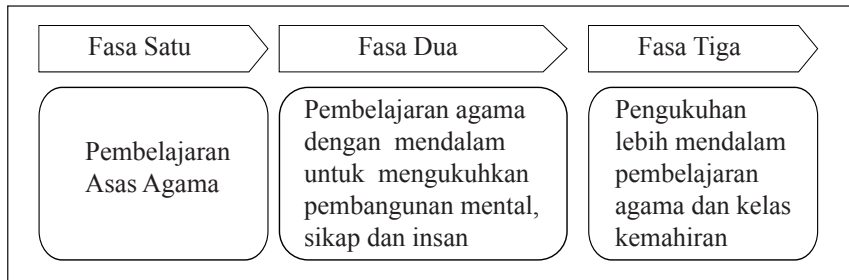 Fasa Satu
Fasa Dua
Fasa Tiga
Pembelajaran
Asas Agama
Pembelajaran agama
dengan mendalam
untuk mengukuhkan
pembangunan mental,
sikap dan insan
Pengukuhan
lebih mendalam
pembelajaran
agama dan kelas
kemahiran